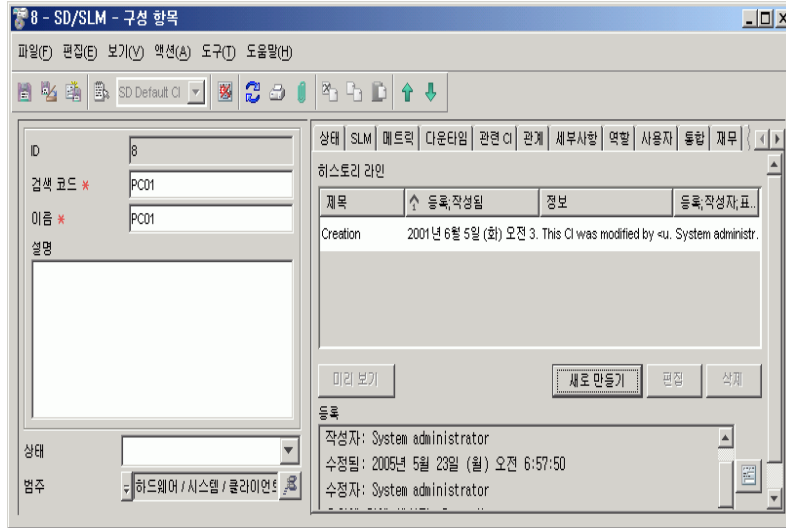 8 - SD/SLM - 구성 항목
파일(F) 편집(E) 보기(V) 액션(A) 도구(T) 도움말(H)
SD Default CI
상태 SLM 메트릭 다운타임 관련 CI 관계 세부사항 역할 사용자 통합 재무
ID 8
검색 코드 * PC01
이름 * PC01
설명
상태
범주 하드웨어 / 시스템 / 클라이언트
히스토리 라인
제목 등록;작성됨 정보 등록;작성자;표..
Creation 2001년 6월 5일 (화) 오전 3. This CI was modified by <u. System administr.
미리 보기 새로 만들기 편집 삭제
등록
작성자: System administrator
수정됨: 2005년 5월 23일 (월) 오전 6:57:50
수정자: System administrator